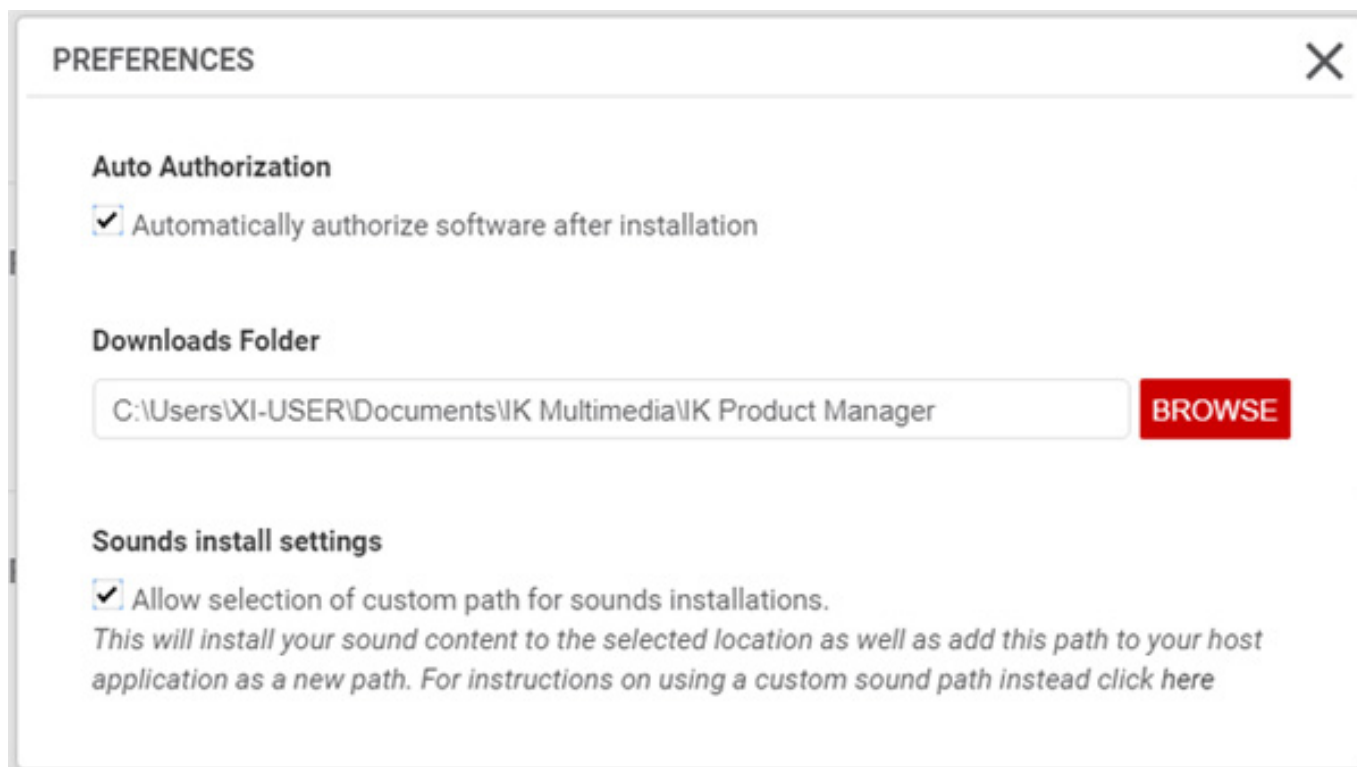 PREFERENCES
Auto Authorization
Automatically authorize software after installation
Downloads Folder
C:\Users\XI-USER\Documents\IK Multimedia\IK Product Manager
BROWSE
Sounds install settings
Allow selection of custom path for sounds installations.
This will install your sound content to the selected location as well as add this path to your host
application as a new path. For instructions on using a custom sound path instead click here